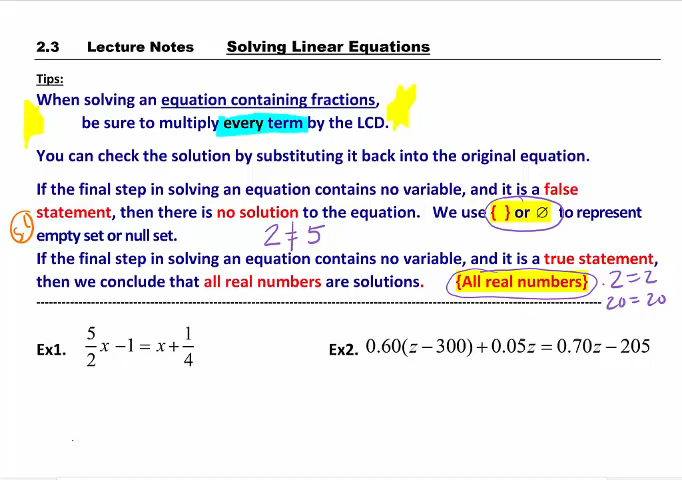 2.3 Lecture Notes Solving Linear Equations
Tips:
When solving an equation containing fractions,
be sure to multiply every term by the LCD.
You can check the solution by substituting it back into the original equation.
If the final step in solving an equation contains no variable, and it is a false
statement, then there is no solution to the equation. We use { } or ∅ to represent
empty set or null set.
2 ≠ 5
If the final step in solving an equation contains no variable, and it is a true statement,
then we conclude that all real numbers are solutions. {All real numbers} . 2 = 2
20 = 20
Ex1. 5/2 x − 1 = x + 1/4
Ex2. 0.60(z − 300) + 0.05z = 0.70z − 205